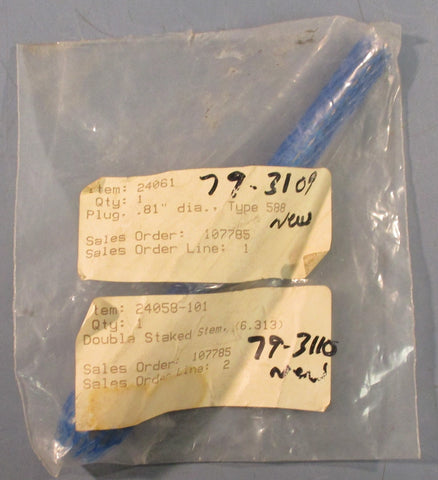 Item: 24061
79-3109
Qty: 1
Plug, .81" dia., Type 588
New
Sales Order: 107785
Sales Order Line: 1
Item: 24058-101
Qty: 1
Double Staked Stem, (6.313)
79-3110
New
Sales Order: 107785
Sales Order Line: 2